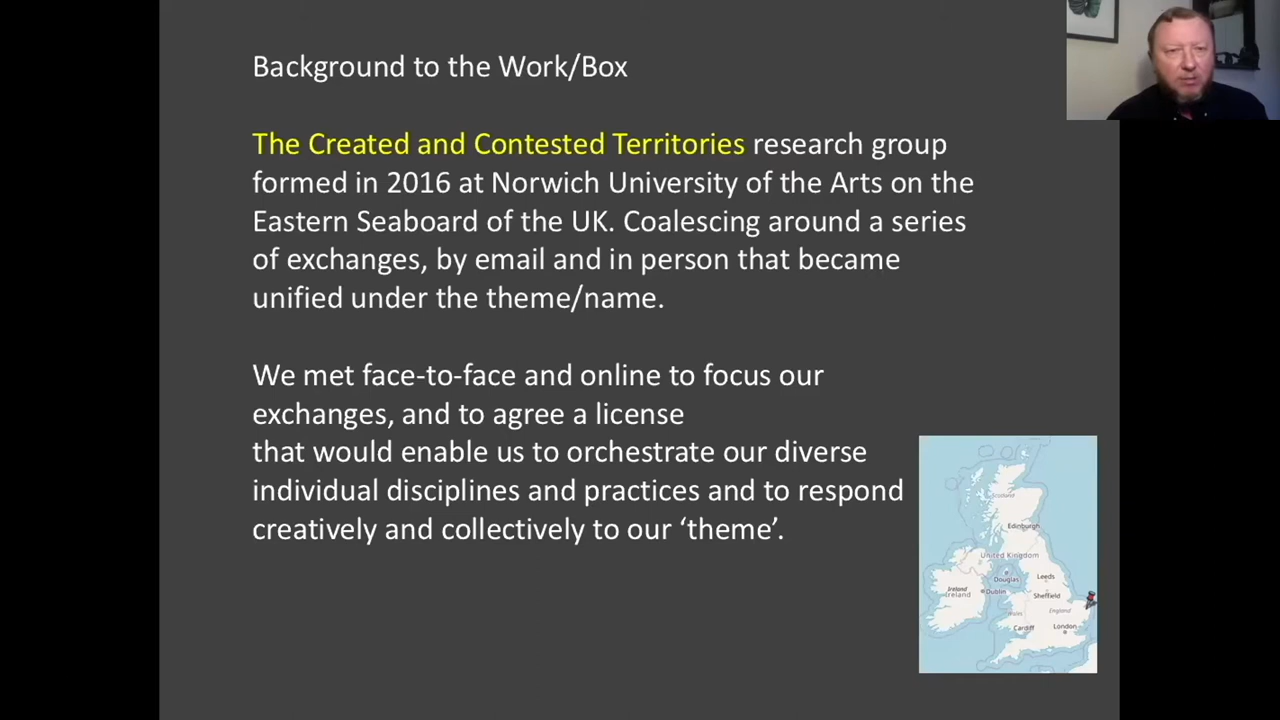 Background to the Work/Box
The Created and Contested Territories research group
formed in 2016 at Norwich University of the Arts on the
Eastern Seaboard of the UK. Coalescing around a series
of exchanges, by email and in person that became
unified under the theme/name.
We met face-to-face and online to focus our
exchanges, and to agree a license
that would enable us to orchestrate our diverse
individual disciplines and practices and to respond
creatively and collectively to our ‘theme’.
Scotland
Edinburgh
United Kingdom
Douglas
Leeds
Ireland
Ireland
Dublin
Sheffield
England
Wales
Cardiff
London